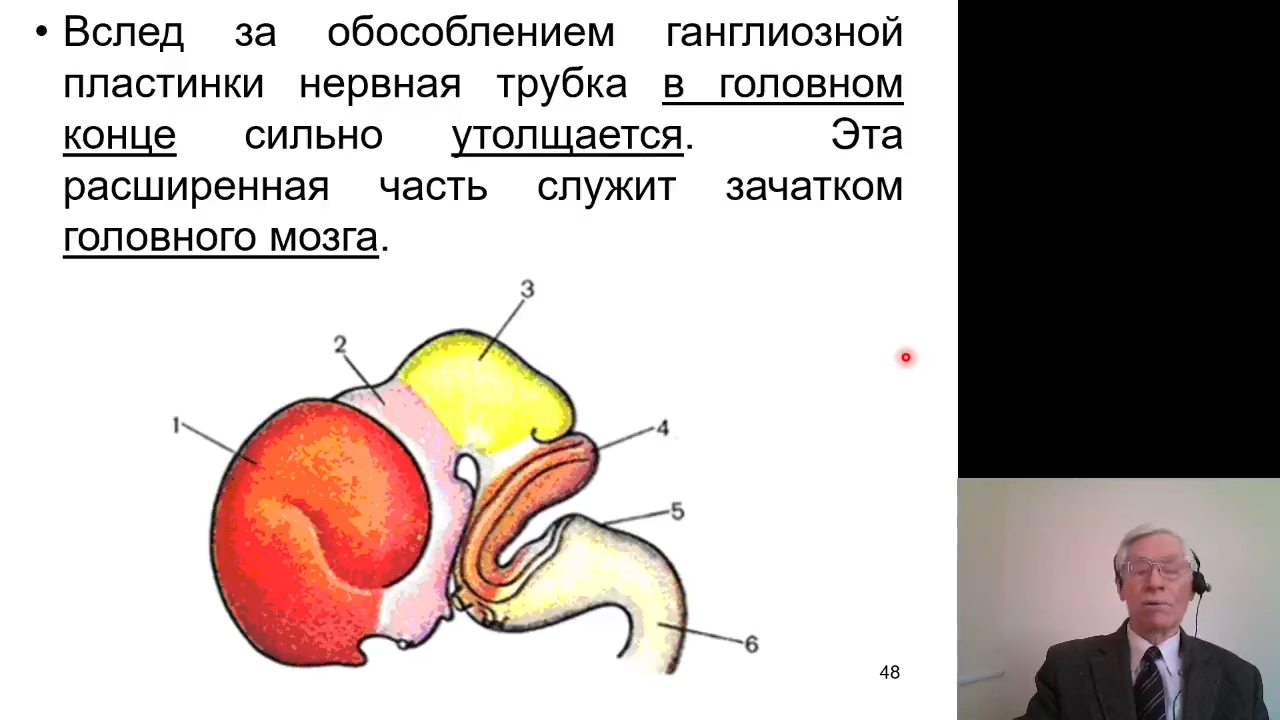 • Вслед за обособлением ганглиозной
пластинки нервная трубка в головном
конце сильно утолщается. Эта
расширенная часть служит зачатком
головного мозга.
3
2
1
4
5
6
48